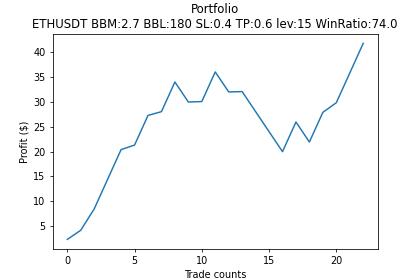 Portfolio
ETHUSDT BBM:2.7 BBL:180 SL:0.4 TP:0.6 lev:15 WinRatio:74.0
40
35
30
25
20
15
10
5
Profit ($)
0 5 10 15 20
Trade counts